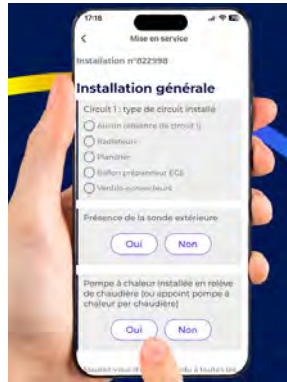 17:18
Mise en service
Installation n°822998
Installation générale
Circuit 1 : type de circuit installé
Aucun (absence de circuit 1)
Radiateurs
Plancher
Ballon préparateur ECS
Ventilo-convecteurs
Présence de la sonde extérieure
Oui Non
Pompe à chaleur installée en relève
de chaudière (ou appoint pompe à
chaleur par chaudière)
Oui Non